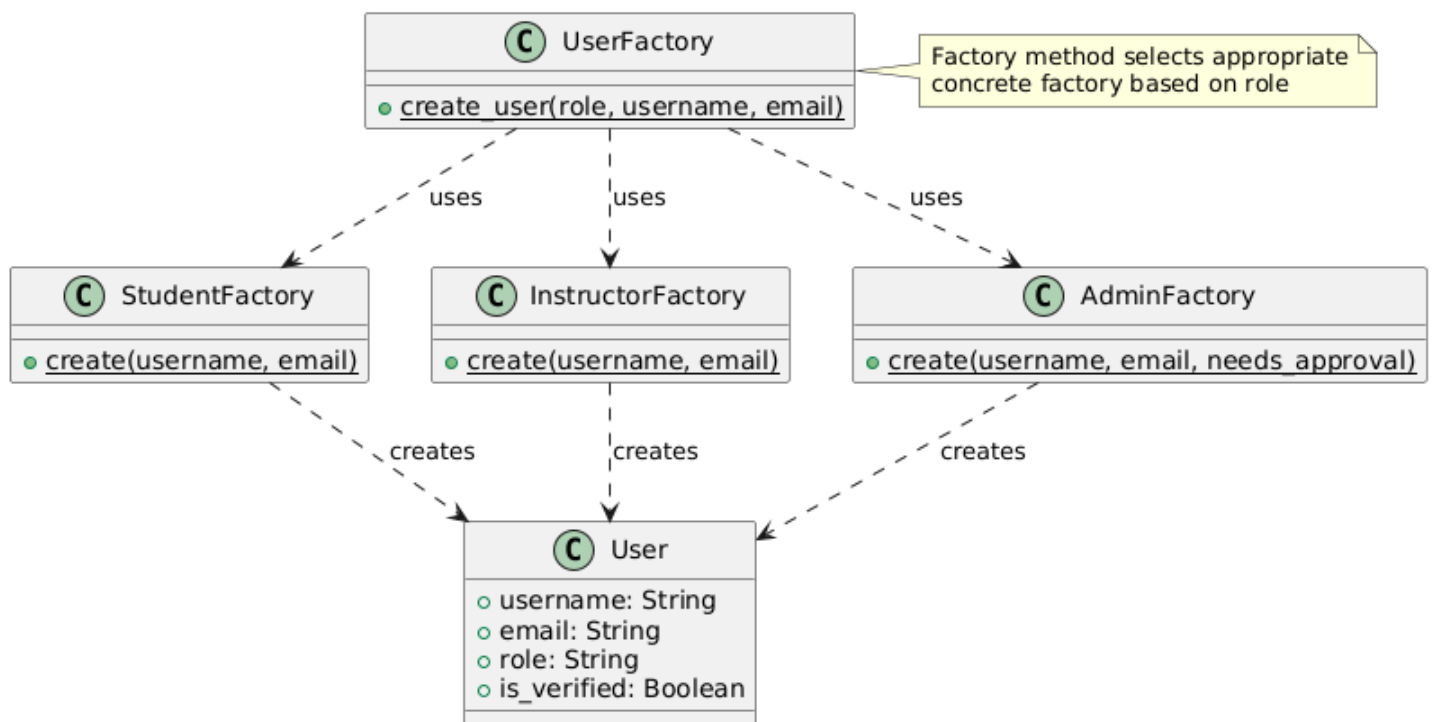 C UserFactory
create_user(role, username, email)
Factory method selects appropriate
concrete factory based on role
uses
uses
uses
C StudentFactory
create(username, email)
C InstructorFactory
create(username, email)
C AdminFactory
create(username, email, needs_approval)
creates
creates
creates
C User
username: String
email: String
role: String
is_verified: Boolean